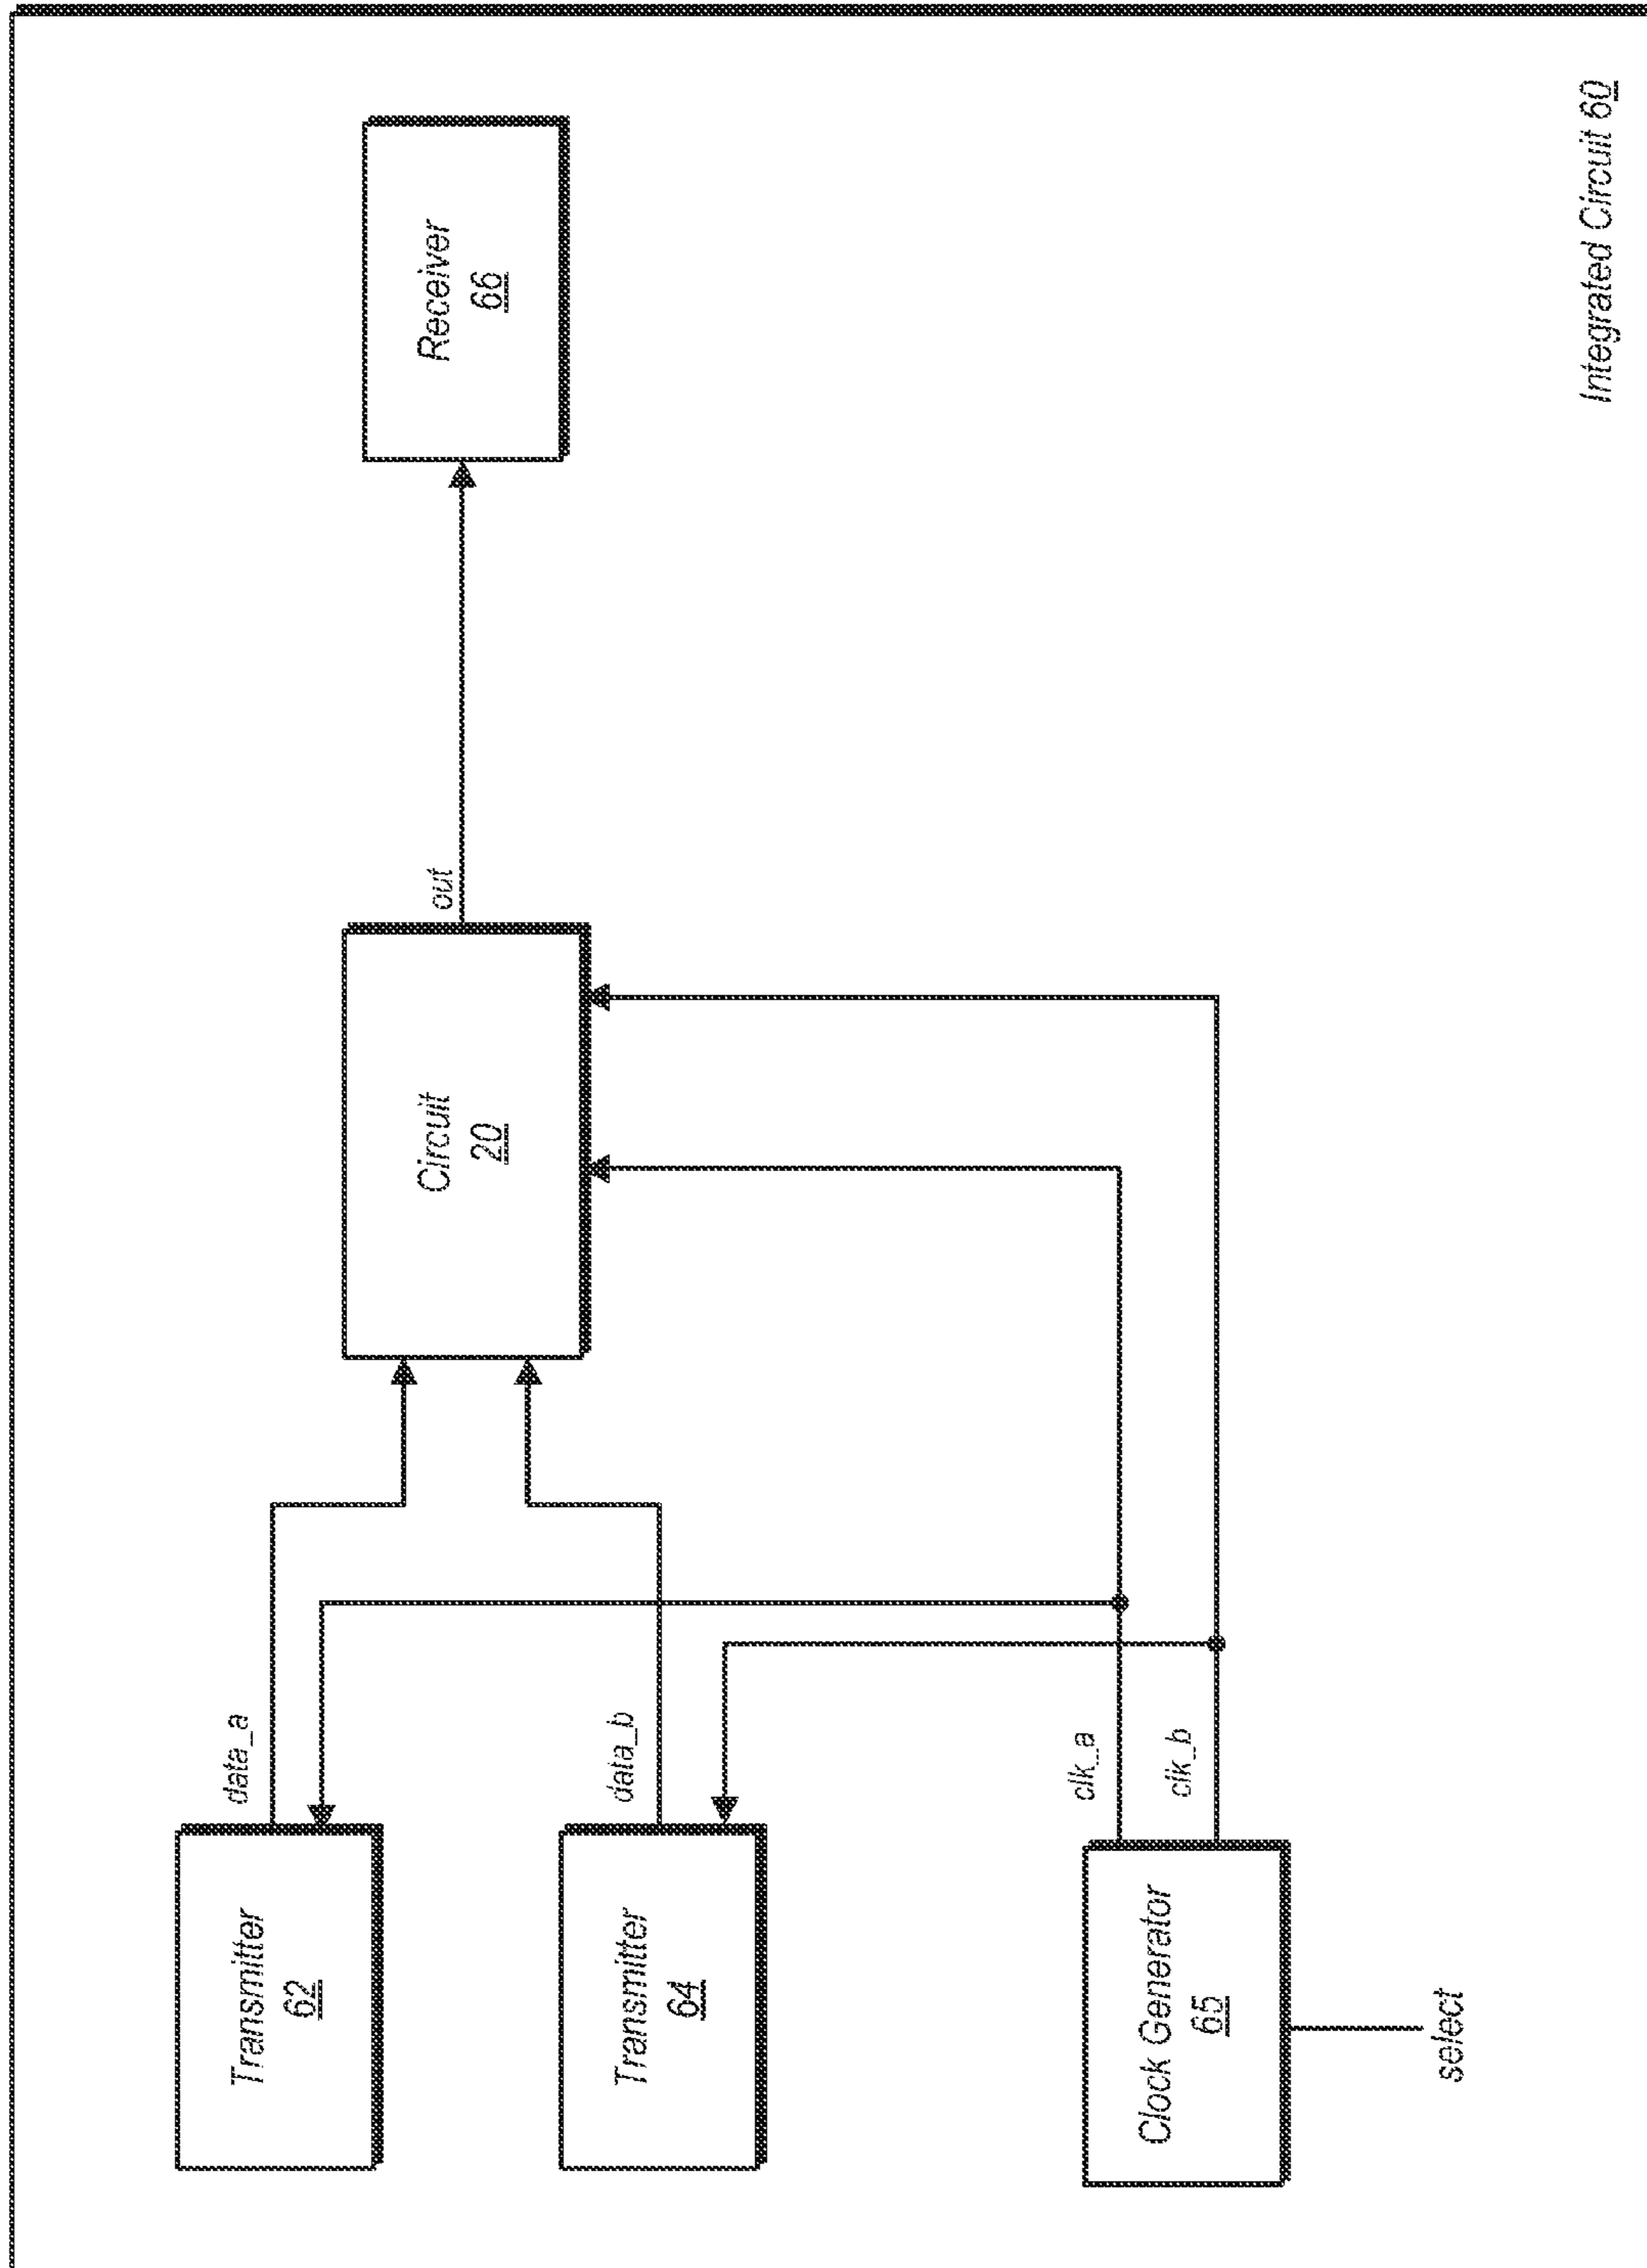 Transmitter
62
data_a
Transmitter
64
data_b
Circuit
20
out
Receiver
66
Clock Generator
65
clk_a
clk_b
select
Integrated Circuit 60